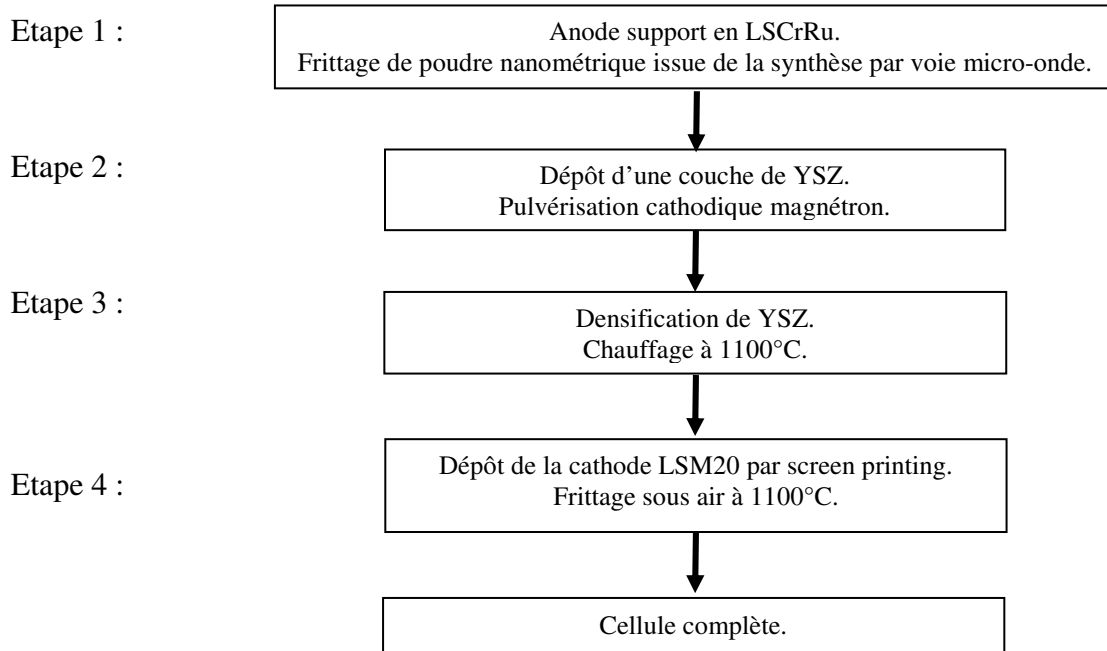 Etape 1 :
Anode support en LSCrRu.
Frittage de poudre nanométrique issue de la synthèse par voie micro-onde.
Etape 2 :
Dépôt d'une couche de YSZ.
Pulvérisation cathodique magnétron.
Etape 3 :
Densification de YSZ.
Chauffage à 1100°C.
Etape 4 :
Dépôt de la cathode LSM20 par screen printing.
Frittage sous air à 1100°C.
Cellule complète.